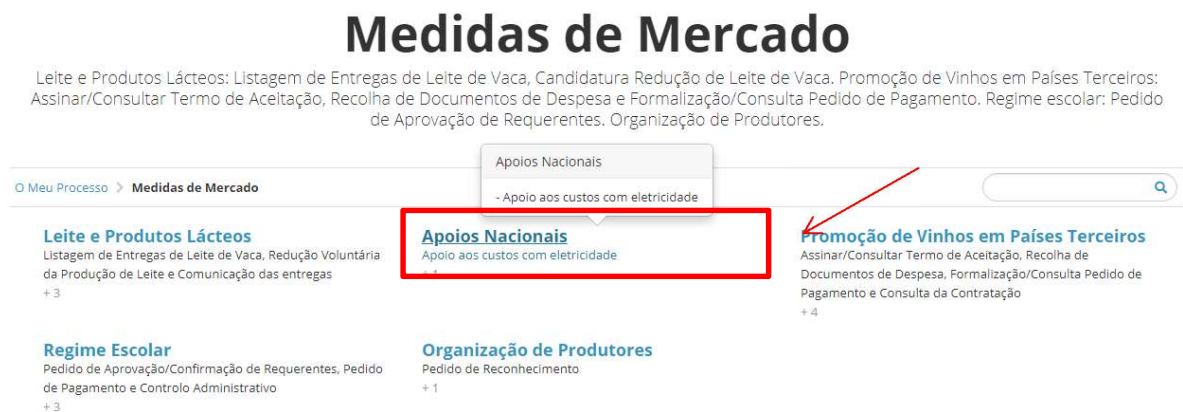 Medidas de Mercado
Leite e Produtos Lácteos: Listagem de Entregas de Leite de Vaca, Candidatura Redução de Leite de Vaca. Promoção de Vinhos em Países Terceiros:
Assinar/Consultar Termo de Aceitação, Recolha de Documentos de Despesa e Formalização/Consulta Pedido de Pagamento. Regime escolar: Pedido
de Aprovação de Requerentes. Organização de Produtores.
Apoios Nacionais
- Apoio aos custos com eletricidade
O Meu Processo > Medidas de Mercado
Leite e Produtos Lácteos
Listagem de Entregas de Leite de Vaca, Redução Voluntária
da Produção de Leite e Comunicação das entregas
+ 3
Apoios Nacionais
Apoio aos custos com eletricidade
+ 1
Promoção de Vinhos em Países Terceiros
Assinar/Consultar Termo de Aceitação, Recolha de
Documentos de Despesa, Formalização/Consulta Pedido de
Pagamento e Consulta da Contratação
+ 4
Regime Escolar
Pedido de Aprovação/Confirmação de Requerentes, Pedido
de Pagamento e Controlo Administrativo
+ 3
Organização de Produtores
Pedido de Reconhecimento
+ 1